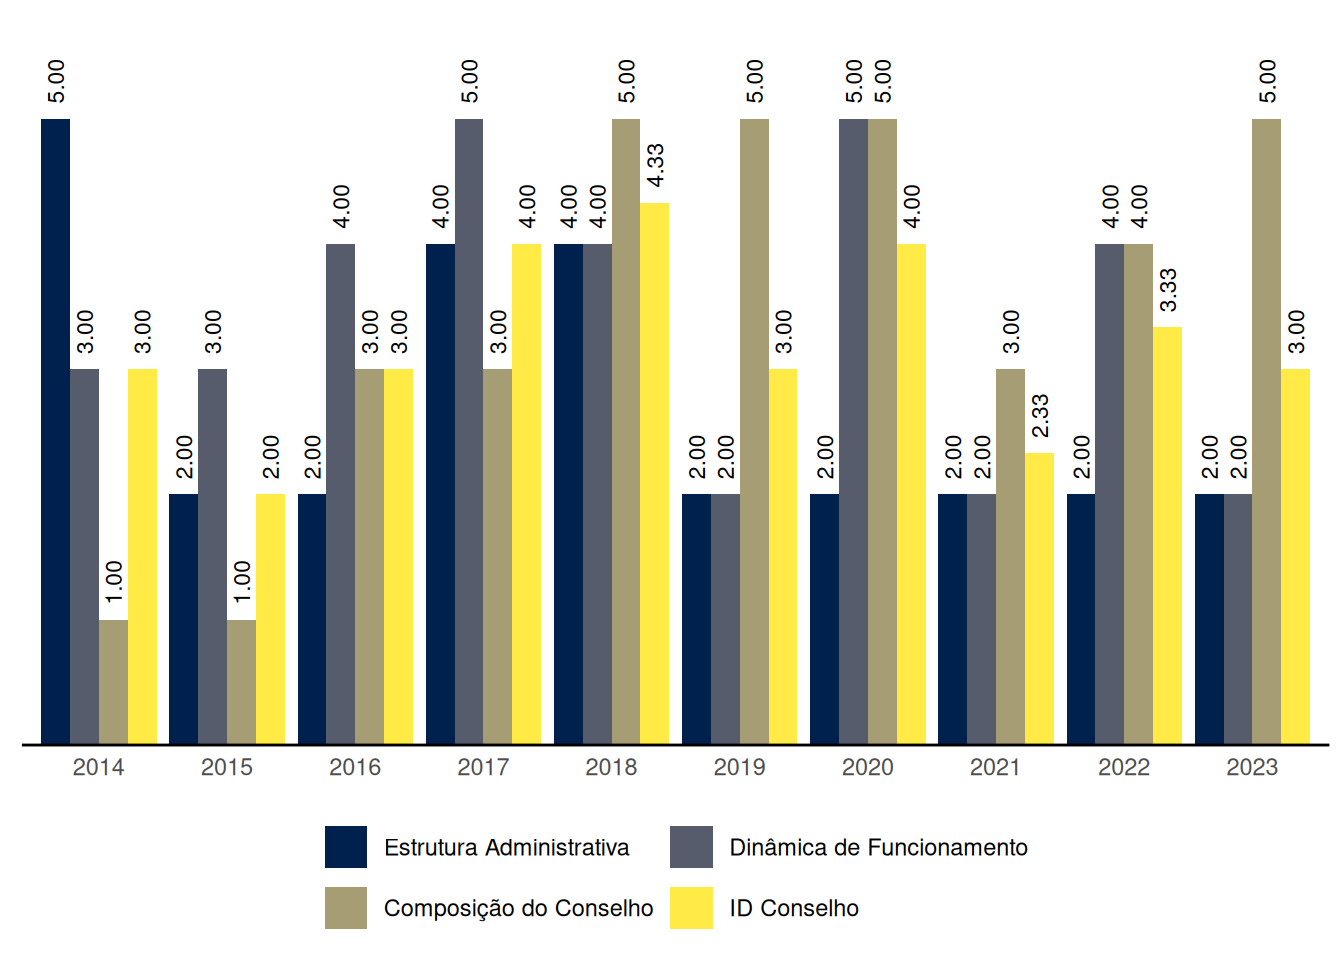 5.00 3.00 1.00 3.00 2.00 3.00 1.00 2.00 2.00 4.00 3.00 3.00 4.00 5.00 3.00 4.00 4.00 4.00 5.00 4.33 2.00 2.00 5.00 3.00 2.00 5.00 5.00 4.00 2.00 2.00 3.00 2.33 2.00 4.00 4.00 3.33 2.00 2.00 5.00 3.00
2014 2015 2016 2017 2018 2019 2020 2021 2022 2023
Estrutura Administrativa Dinâmica de Funcionamento
Composição do Conselho ID Conselho